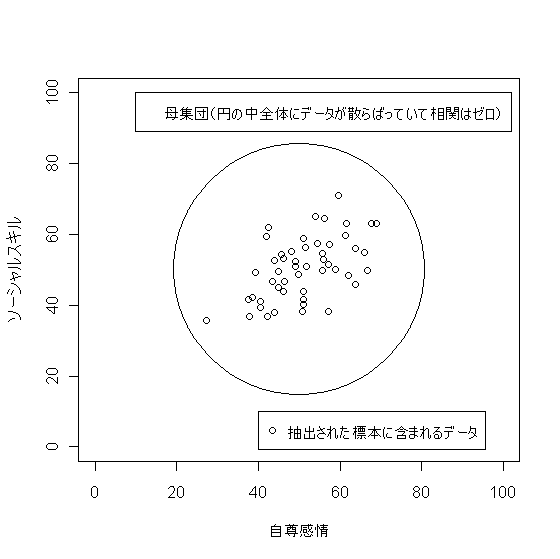 母集団(円の中全体にデータが散らばっていて相関はゼロ)
ソーシャルスキル
100
80
60
40
20
0
抽出された標本に含まれるデータ
0 20 40 60 80 100
自尊感情